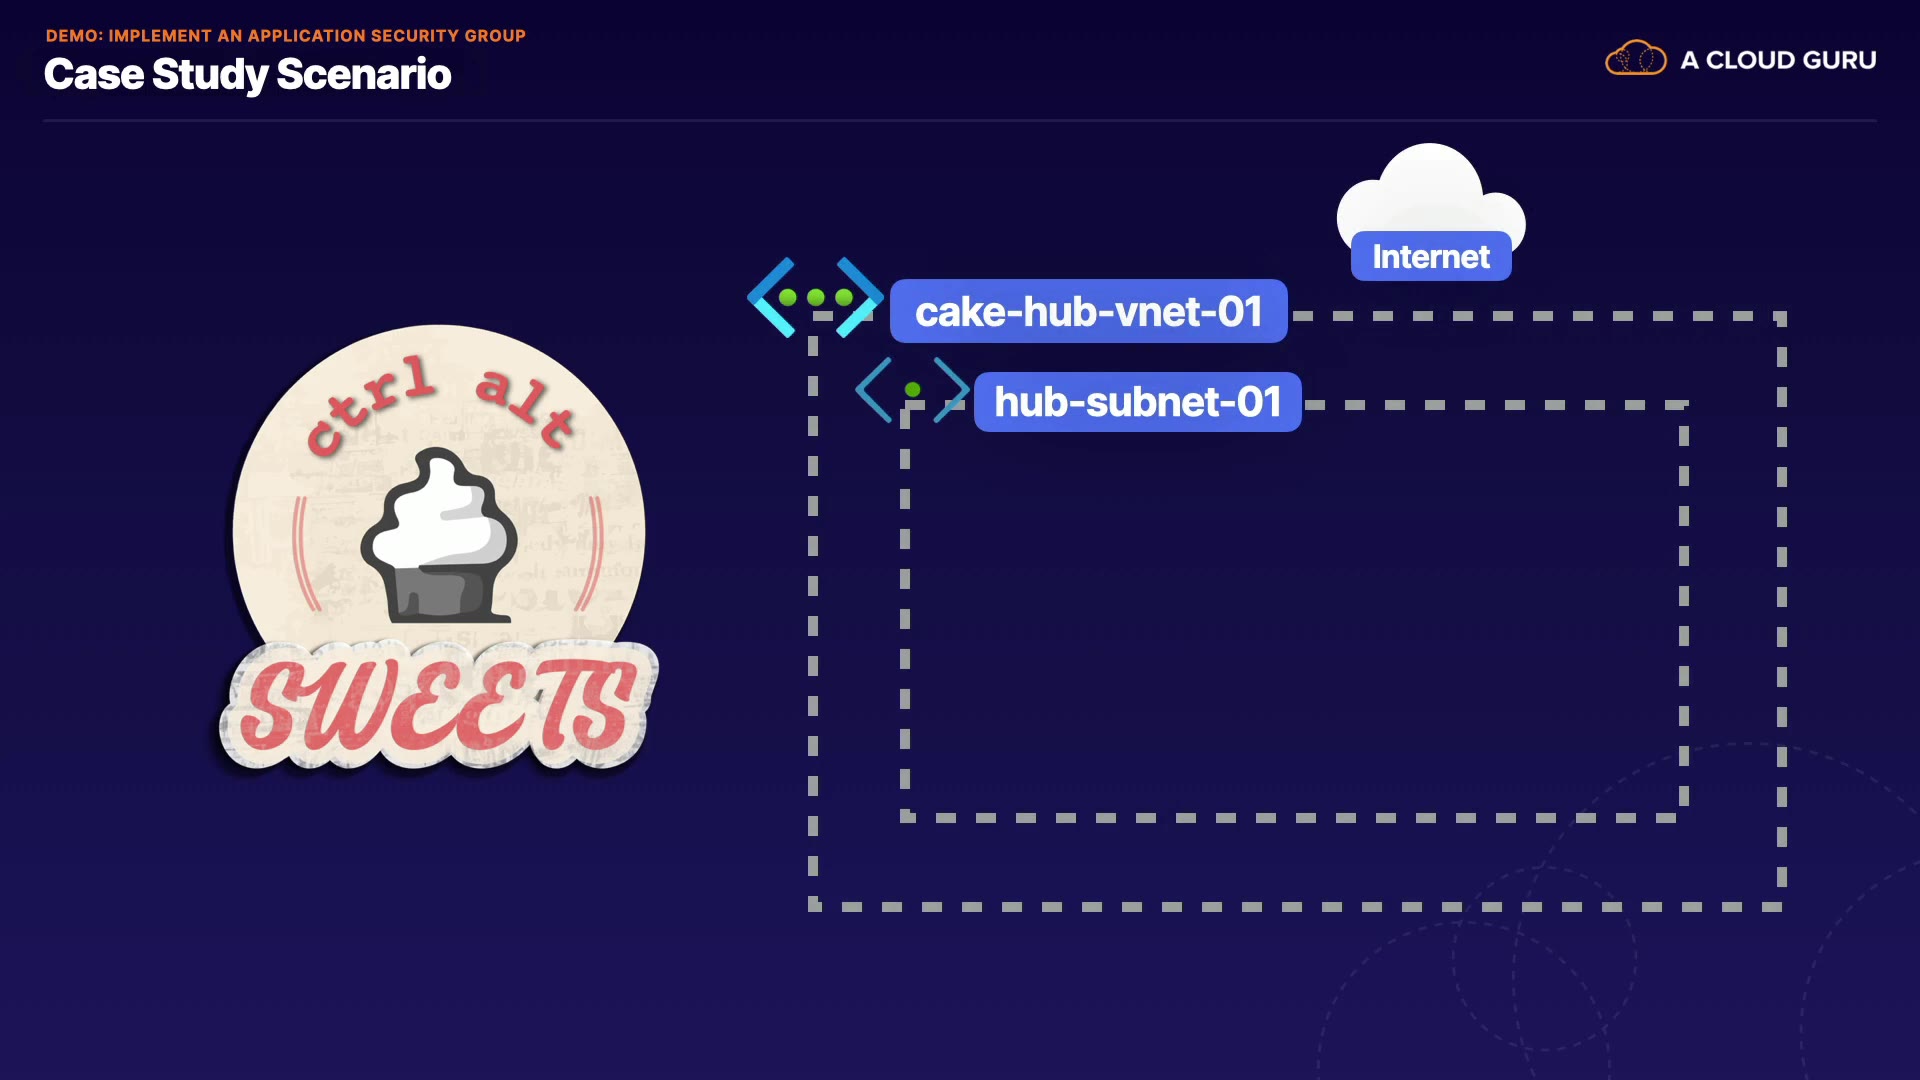 DEMO: IMPLEMENT AN APPLICATION SECURITY GROUP
Case Study Scenario
A CLOUD GURU
Internet
cake-hub-vnet-01
hub-subnet-01
ctrl alt
SWEETS